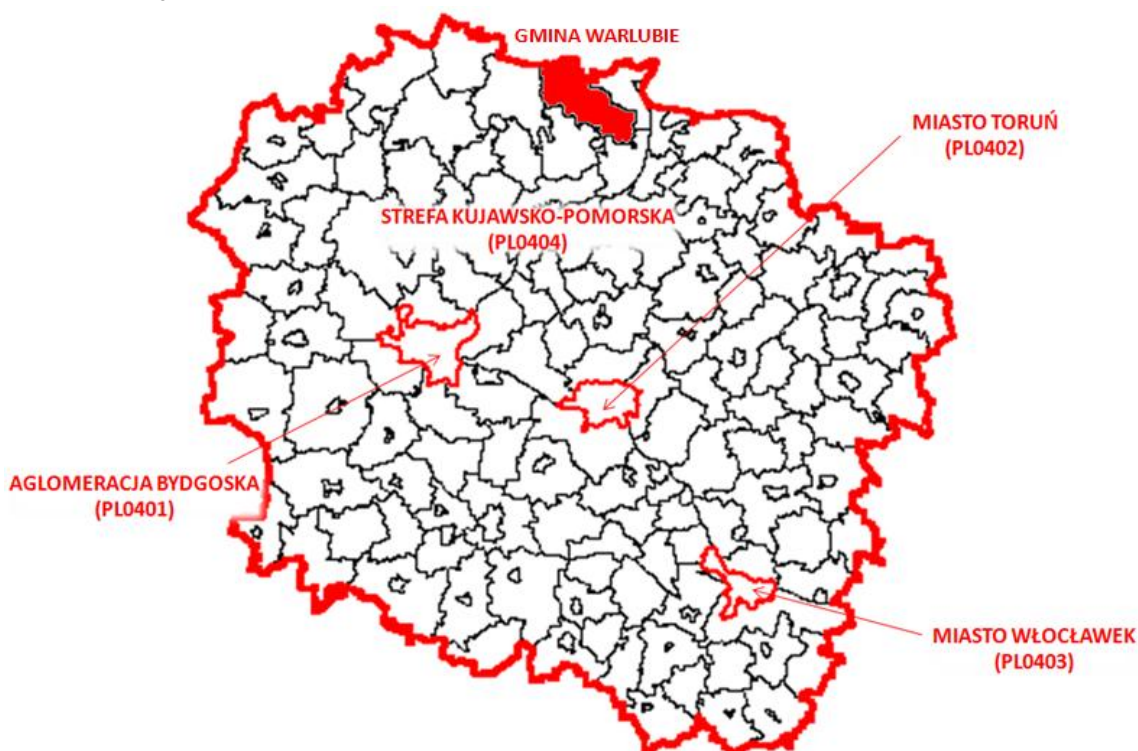 GMINA WARLUBIE
MIASTO TORUŃ
(PL0402)
STREFA KUJAWSKO-POMORSKA
(PL0404)
AGLOMERACJA BYDGOSKA
(PL0401)
MIASTO WŁOCŁAWEK
(PL0403)